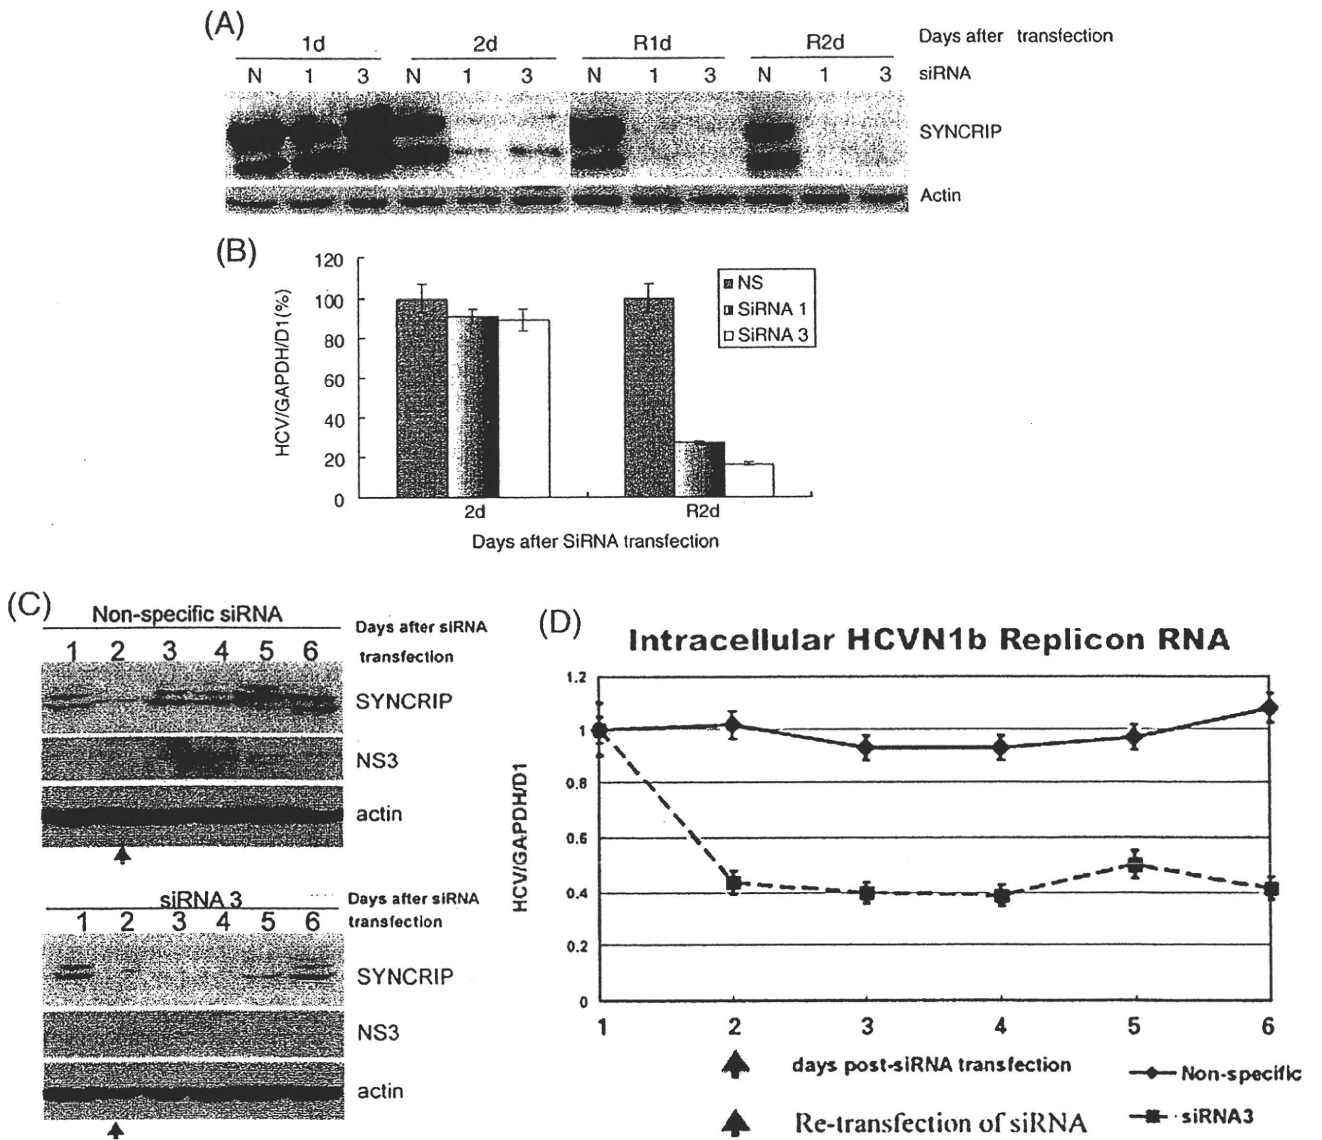 (A)
1d 2d R1d R2d Days after transfection
N 1 3 N 1 3 N 1 3 N 1 3 siRNA
SYNCRIP
Actin
(B)
120
100
80
60
40
20
0
HCV/GAPDH/D1(%)
NS
SiRNA 1
SiRNA 3
2d R2d
Days after SiRNA transfection
(C)
Non-specific siRNA
Days after siRNA
transfection
1 2 3 4 5 6
SYNCRIP
NS3
actin
siRNA 3
Days after siRNA
transfection
1 2 3 4 5 6
SYNCRIP
NS3
actin
(D)
Intracellular HCVN1b Replicon RNA
1.2
1
0.8
0.6
0.4
0.2
0
HCV/GAPDH/D1
1 2 3 4 5 6
days post-siRNA transfection
Re-transfection of siRNA
Non-specific
siRNA3